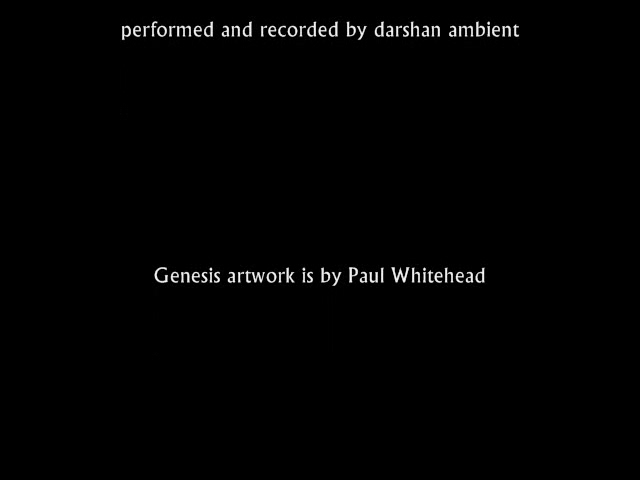 performed and recorded by darshan ambient
Genesis artwork is by Paul Whitehead